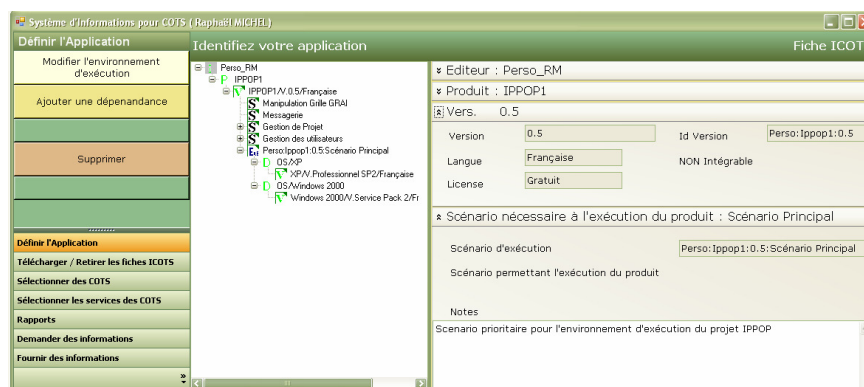 Système d'Informations pour COTS ( Raphaël MICHEL)
Définir l'Application
Identifiez votre application
Fiche ICOT
Modifier l'environnement
d'exécution
Ajouter une dépenandance
Supprimer
Définir l'Application
Télécharger / Retirer les fiches ICOTS
Sélectionner des COTS
Sélectionner les services des COTS
Rapports
Demander des informations
Fournir des informations
Perso_RM
P IPPOP1
V IPPOP1/V.0.5/Française
S Manipulation Grille GRAI
S Messagerie
S Gestion de Projet
S Gestion des utilisateurs
Ex Perso:Ippop1:0.5:Scénario Principal
D OS/XP
V XP/V.Professionnel SP2/Française
D OS/Windows 2000
V Windows 2000/V.Service Pack 2/Fr
Editeur : Perso_RM
Produit : IPPOP1
Vers. 0.5
Version 0.5 Id Version Perso:Ippop1:0.5
Langue Française NON Intégrable
License Gratuit
Scénario nécessaire à l'exécution du produit : Scénario Principal
Scénario d'exécution Perso:Ippop1:0.5:Scénario Principal
Scénario permettant l'exécution du produit
Notes
Scenario prioritaire pour l'environnement d'exécution du projet IPPOP